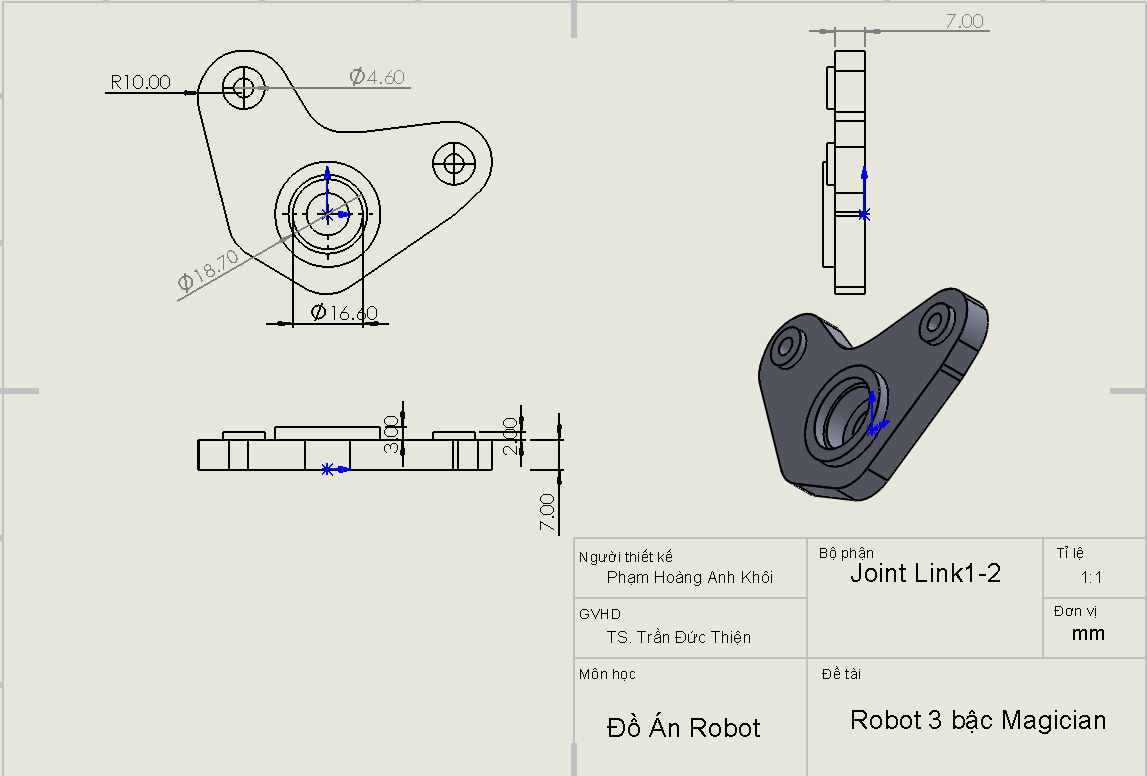 7.00
R10.00
Ø4.60
Ø18.70
Ø16.60
3.00
2.00
7.00
Người thiết kế
Phạm Hoàng Anh Khôi
Bộ phận
Joint Link1-2
Tỉ lệ
1:1
GVHD
TS. Trần Đức Thiện
Đơn vị
mm
Môn học
Đồ Án Robot
Đề tài
Robot 3 bậc Magician